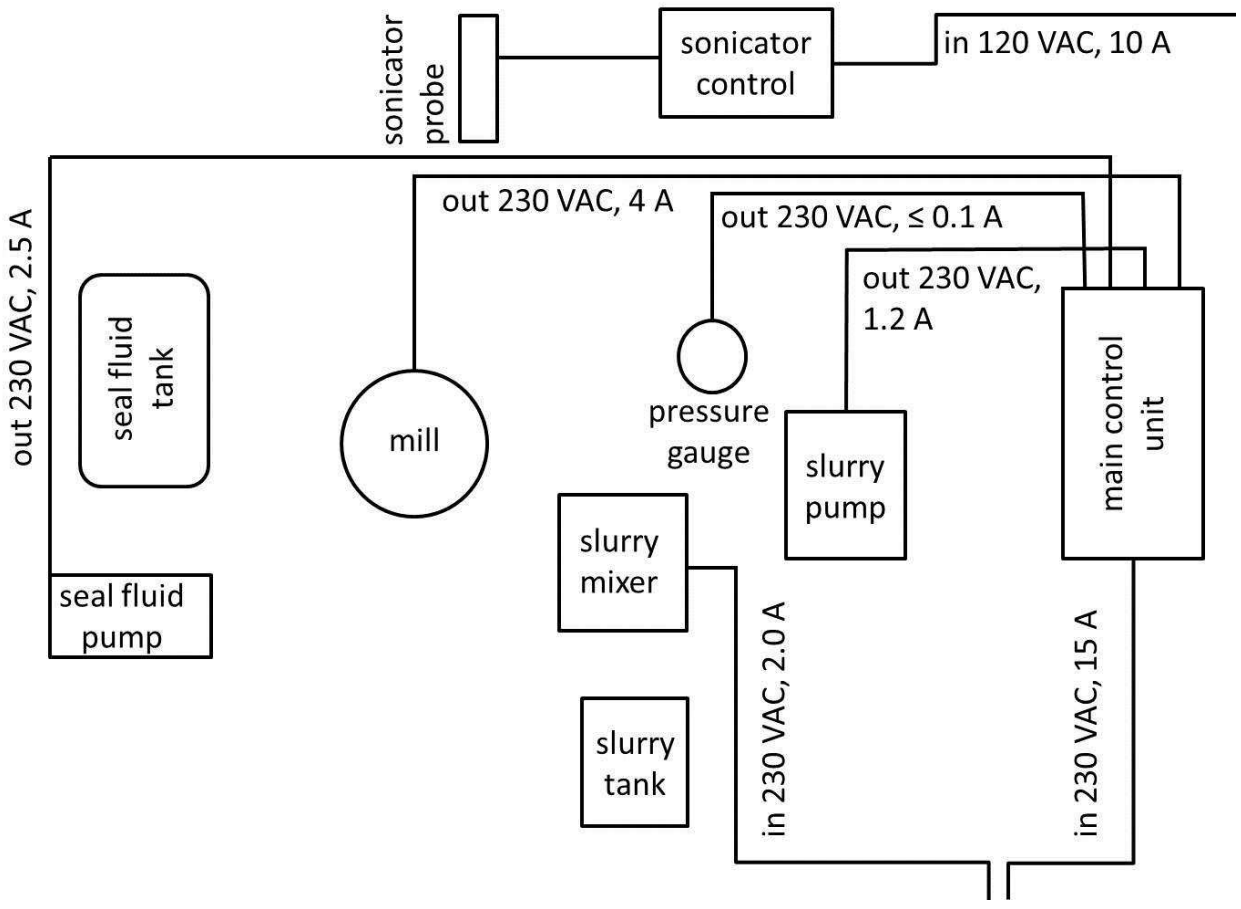 sonicator
probe
sonicator
control
in 120 VAC, 10 A
out 230 VAC, 2.5 A
out 230 VAC, 4 A
out 230 VAC, ≤ 0.1 A
out 230 VAC,
1.2 A
seal fluid
tank
mill
pressure
gauge
slurry
pump
main control
unit
slurry
mixer
seal fluid
pump
in 230 VAC, 2.0 A
in 230 VAC, 15 A
slurry
tank